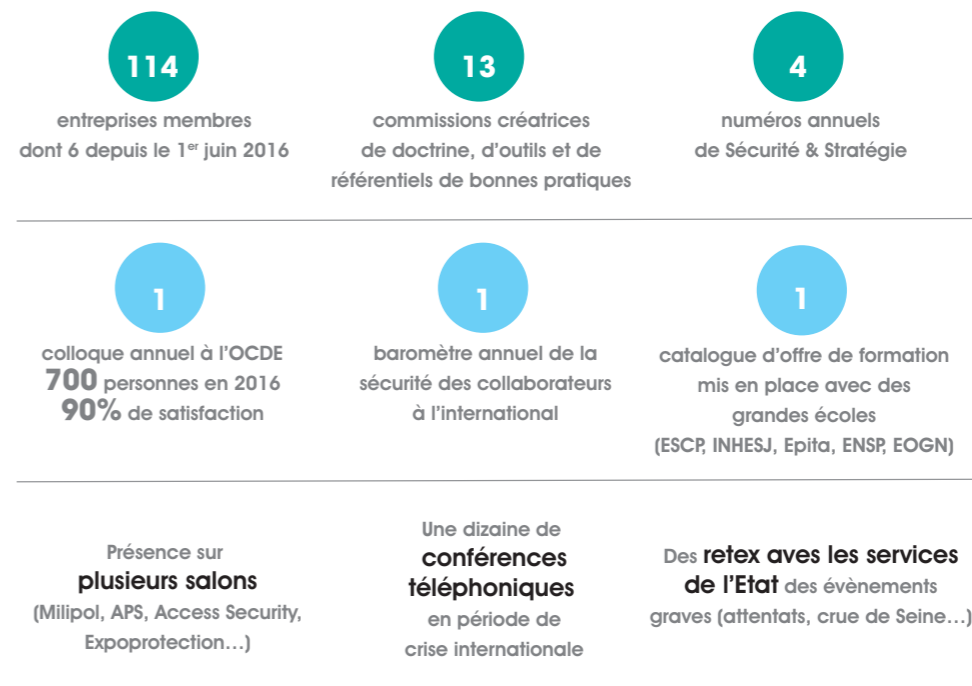 114
entreprises membres
dont 6 depuis le 1er juin 2016
13
commissions créatrices
de doctrine, d'outils et de
référentiels de bonnes pratiques
4
numéros annuels
de Sécurité & Stratégie
1
colloque annuel à l'OCDE
700 personnes en 2016
90% de satisfaction
1
baromètre annuel de la
sécurité des collaborateurs
à l'international
1
catalogue d'offre de formation
mis en place avec des
grandes écoles
(ESCP, INHESJ, Epita, ENSP, EOGN)
Présence sur
plusieurs salons
(Milipol, APS, Access Security,
Expoprotection…)
Une dizaine de
conférences
téléphoniques
en période de
crise internationale
Des retex aves les services
de l'Etat des évènements
graves (attentats, crue de Seine…)